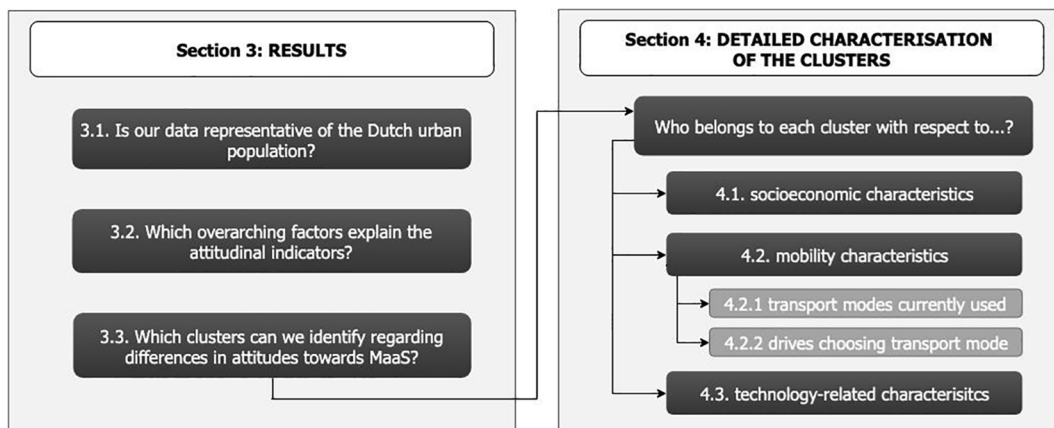 Section 3: RESULTS
3.1. Is our data representative of the Dutch urban
population?
3.2. Which overarching factors explain the
attitudinal indicators?
3.3. Which clusters can we identify regarding
differences in attitudes towards MaaS?
Section 4: DETAILED CHARACTERISATION
OF THE CLUSTERS
Who belongs to each cluster with respect to...?
4.1. socioeconomic characteristics
4.2. mobility characteristics
4.2.1 transport modes currently used
4.2.2 drives choosing transport mode
4.3. technology-related characterisitcs